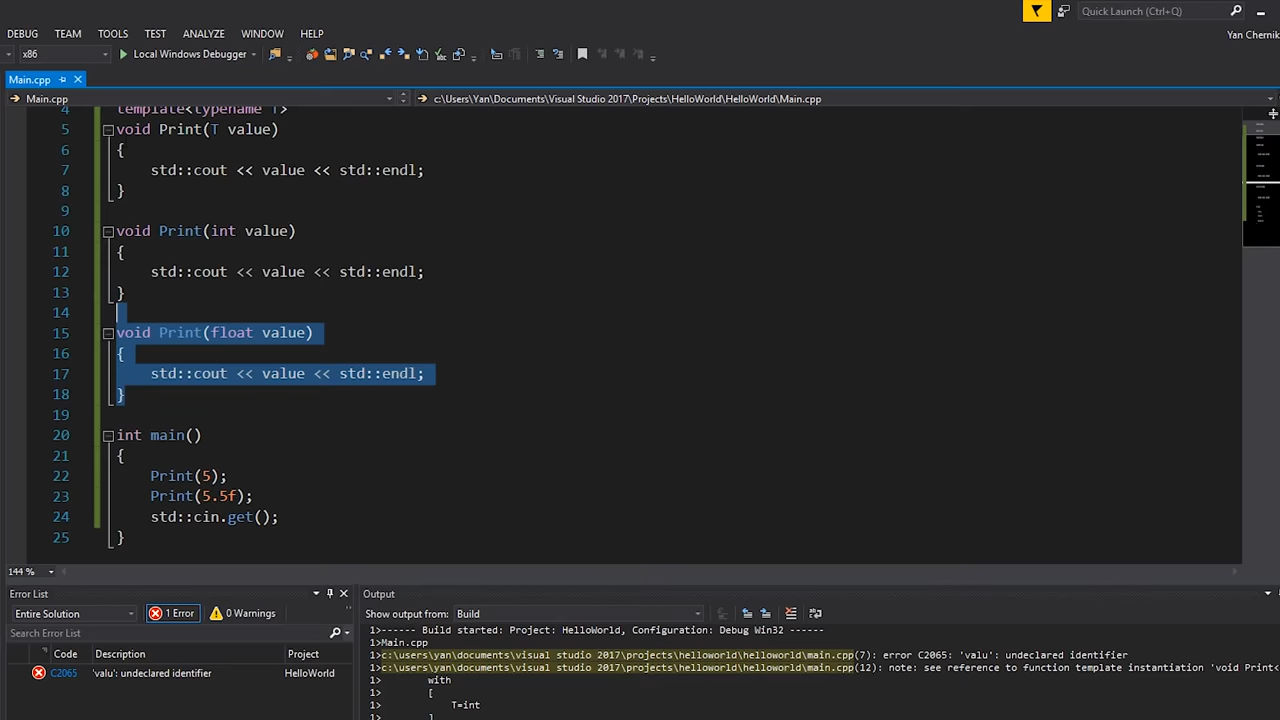 Quick Launch (Ctrl+Q)
DEBUG TEAM TOOLS TEST ANALYZE WINDOW HELP
Yan Chernik
x86 Local Windows Debugger
Main.cpp
Main.cpp c:\Users\Yan\Documents\Visual Studio 2017\Projects\HelloWorld\HelloWorld\Main.cpp
4 template<typename T>
5 void Print(T value)
6 {
7 std::cout << value << std::endl;
8 }
9
10 void Print(int value)
11 {
12 std::cout << value << std::endl;
13 }
14
15 void Print(float value)
16 {
17 std::cout << value << std::endl;
18 }
19
20 int main()
21 {
22 Print(5);
23 Print(5.5f);
24 std::cin.get();
25 }
144 %
Error List
Entire Solution 1 Error 0 Warnings
Search Error List
Code Description Project
C2065 'valu': undeclared identifier HelloWorld
Output
Show output from: Build
1>------ Build started: Project: HelloWorld, Configuration: Debug Win32 ------
1>Main.cpp
1>c:\users\yan\documents\visual studio 2017\projects\helloworld\helloworld\main.cpp(7): error C2065: 'valu': undeclared identifier
1>c:\users\yan\documents\visual studio 2017\projects\helloworld\helloworld\main.cpp(12): note: see reference to function template instantiation 'void Print<
1> with
1> [
1> T=int
1> ]